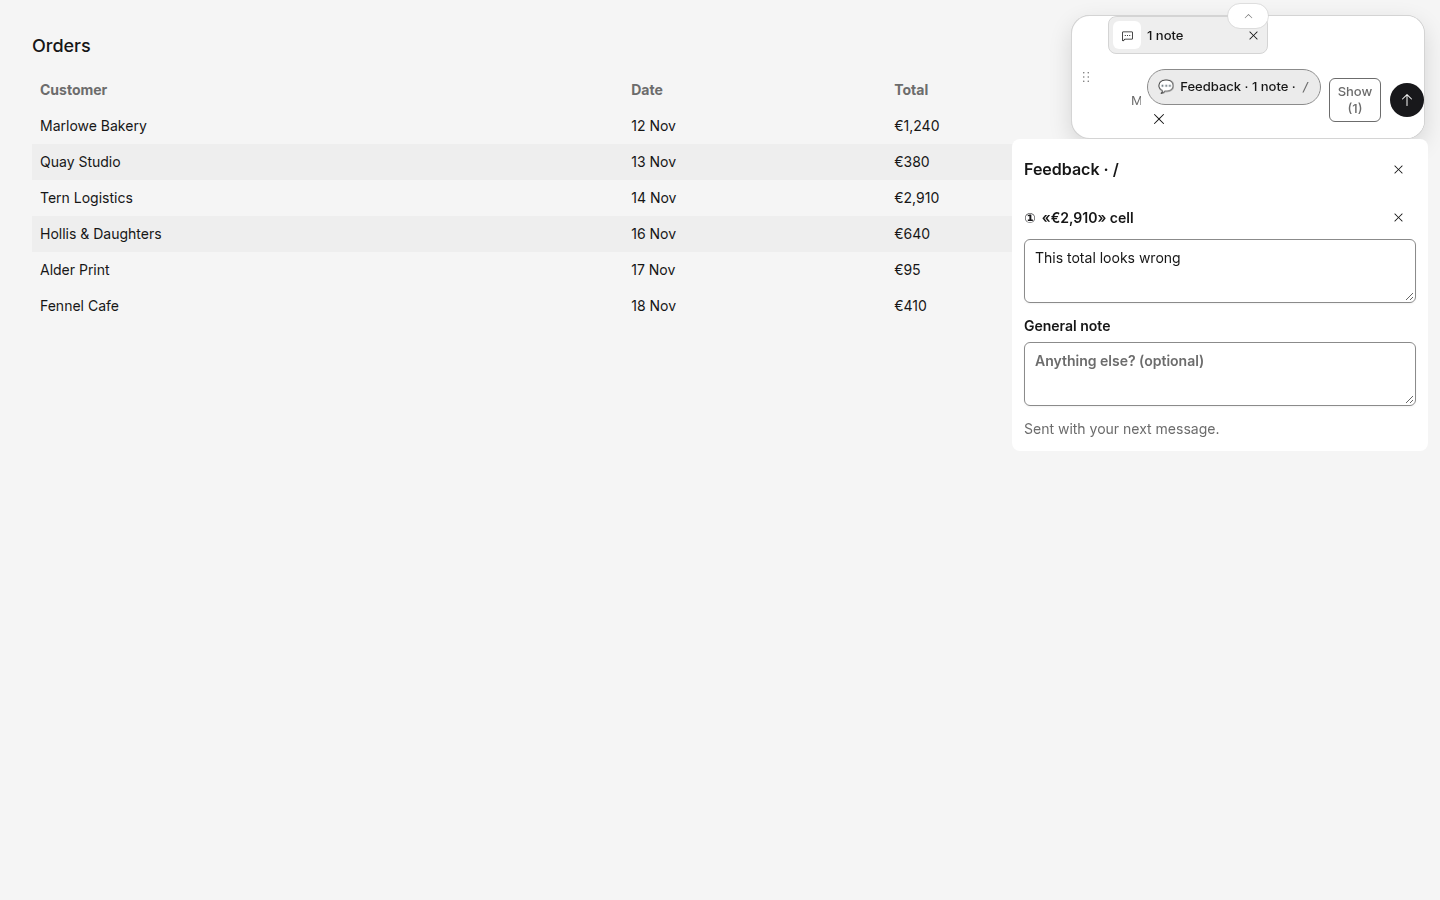 Orders
Customer Date Total
Marlowe Bakery 12 Nov €1,240
Quay Studio 13 Nov €380
Tern Logistics 14 Nov €2,910
Hollis & Daughters 16 Nov €640
Alder Print 17 Nov €95
Fennel Cafe 18 Nov €410
1 note
M
Feedback · 1 note · /
Show
(1)
Feedback · /
① «€2,910» cell
This total looks wrong
General note
Anything else? (optional)
Sent with your next message.